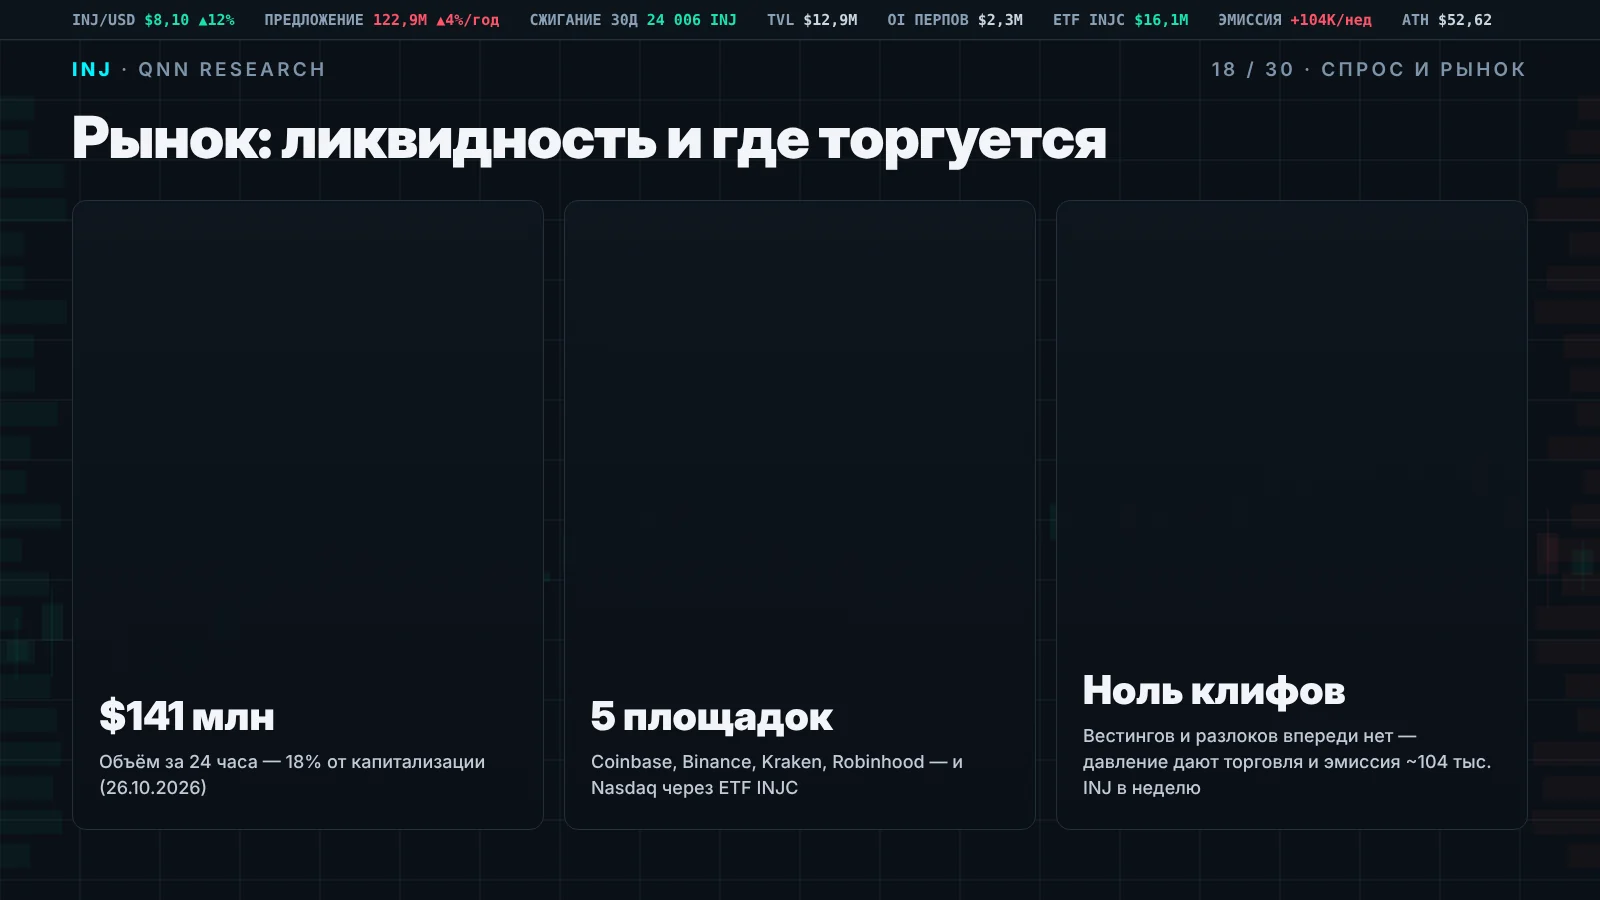 INJ/USD $8,10 ▲12% ПРЕДЛОЖЕНИЕ 122,9M ▲4%/год СЖИГАНИЕ 30Д 24 006 INJ TVL $12,9M OI ПЕРПОВ $2,3M ETF INJC $16,1M ЭМИССИЯ +104K/нед ATH $52,62
INJ · QNN RESEARCH
18 / 30 · СПРОС И РЫНОК
Рынок: ликвидность и где торгуется
$141 млн
Объём за 24 часа — 18% от капитализации
(26.10.2026)
5 площадок
Coinbase, Binance, Kraken, Robinhood — и
Nasdaq через ETF INJC
Ноль клифов
Вестингов и разлоков впереди нет —
давление дают торговля и эмиссия ~104 тыс.
INJ в неделю